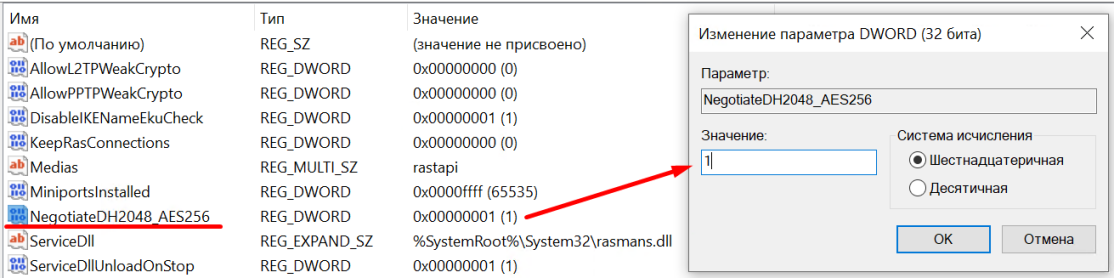 Имя Тип Значение
(По умолчанию) REG_SZ (значение не присвоено)
AllowL2TPWeakCrypto REG_DWORD 0x00000000 (0)
AllowPPTPWeakCrypto REG_DWORD 0x00000000 (0)
DisableIKENameEkuCheck REG_DWORD 0x00000001 (1)
KeepRasConnections REG_DWORD 0x00000000 (0)
Medias REG_MULTI_SZ rastapi
MiniportsInstalled REG_DWORD 0x0000ffff (65535)
NegotiateDH2048_AES256 REG_DWORD 0x00000001 (1)
ServiceDll REG_EXPAND_SZ %SystemRoot%\System32\rasmans.dll
ServiceDllUnloadOnStop REG_DWORD 0x00000001 (1)
Изменение параметра DWORD (32 бита)
Параметр:
NegotiateDH2048_AES256
Значение:
1
Система исчисления
Шестнадцатеричная
Десятичная
OK Отмена